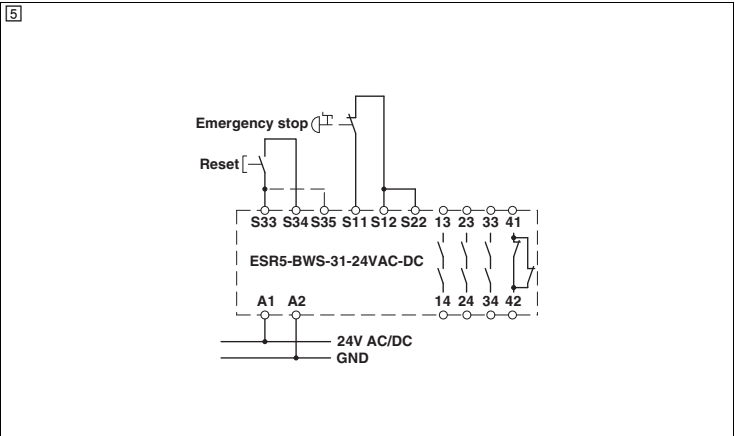 5
Emergency stop
Reset
S33 S34 S35 S11 S12 S22 13 23 33 41
ESR5-BWS-31-24VAC-DC
A1 A2 14 24 34 42
24V AC/DC
GND